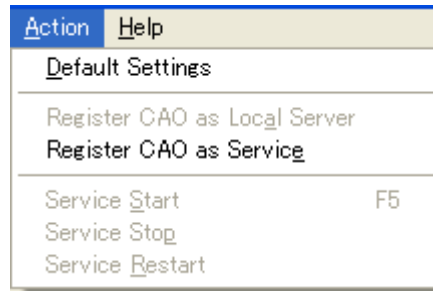 Action Help
Default Settings
Register CAO as Local Server
Register CAO as Service
Service Start F5
Service Stop
Service Restart